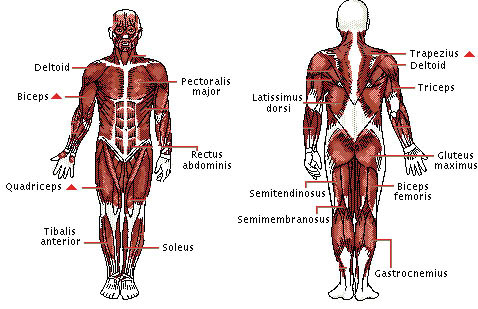 Deltoid
Biceps
Pectoralis
major
Rectus
abdominis
Quadriceps
Tibalis
anterior
Soleus
Trapezius
Deltoid
Triceps
Latissimus
dorsi
Gluteus
maximus
Semitendinosus
Biceps
femoris
Semimembranosus
Gastrocnemius